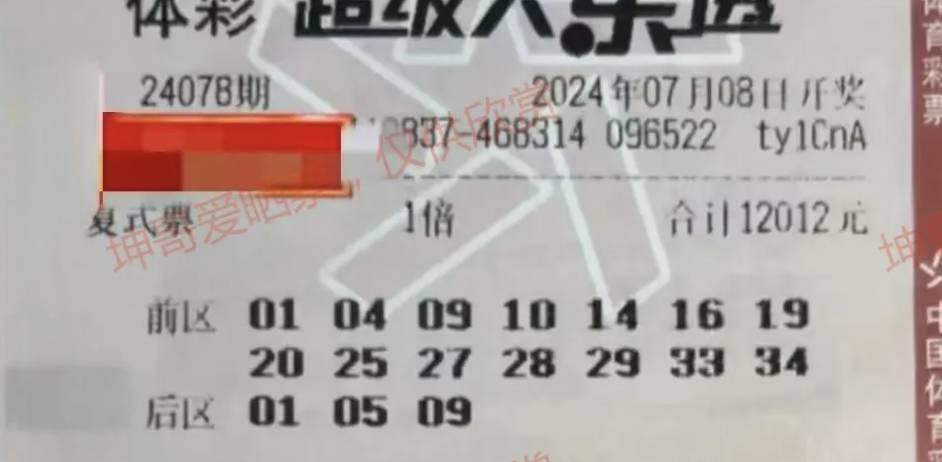 体彩 超级大乐透
24078期 2024年07月08日开奖
110837-468314 096522 ty1CnA
复式票 1倍 合计12012元
坤哥爱晒票,仅供欣赏
前区 01 04 09 10 14 16 19
20 25 27 28 29 33 34
后区 01 05 09
体育彩票
中国体育彩
坤哥